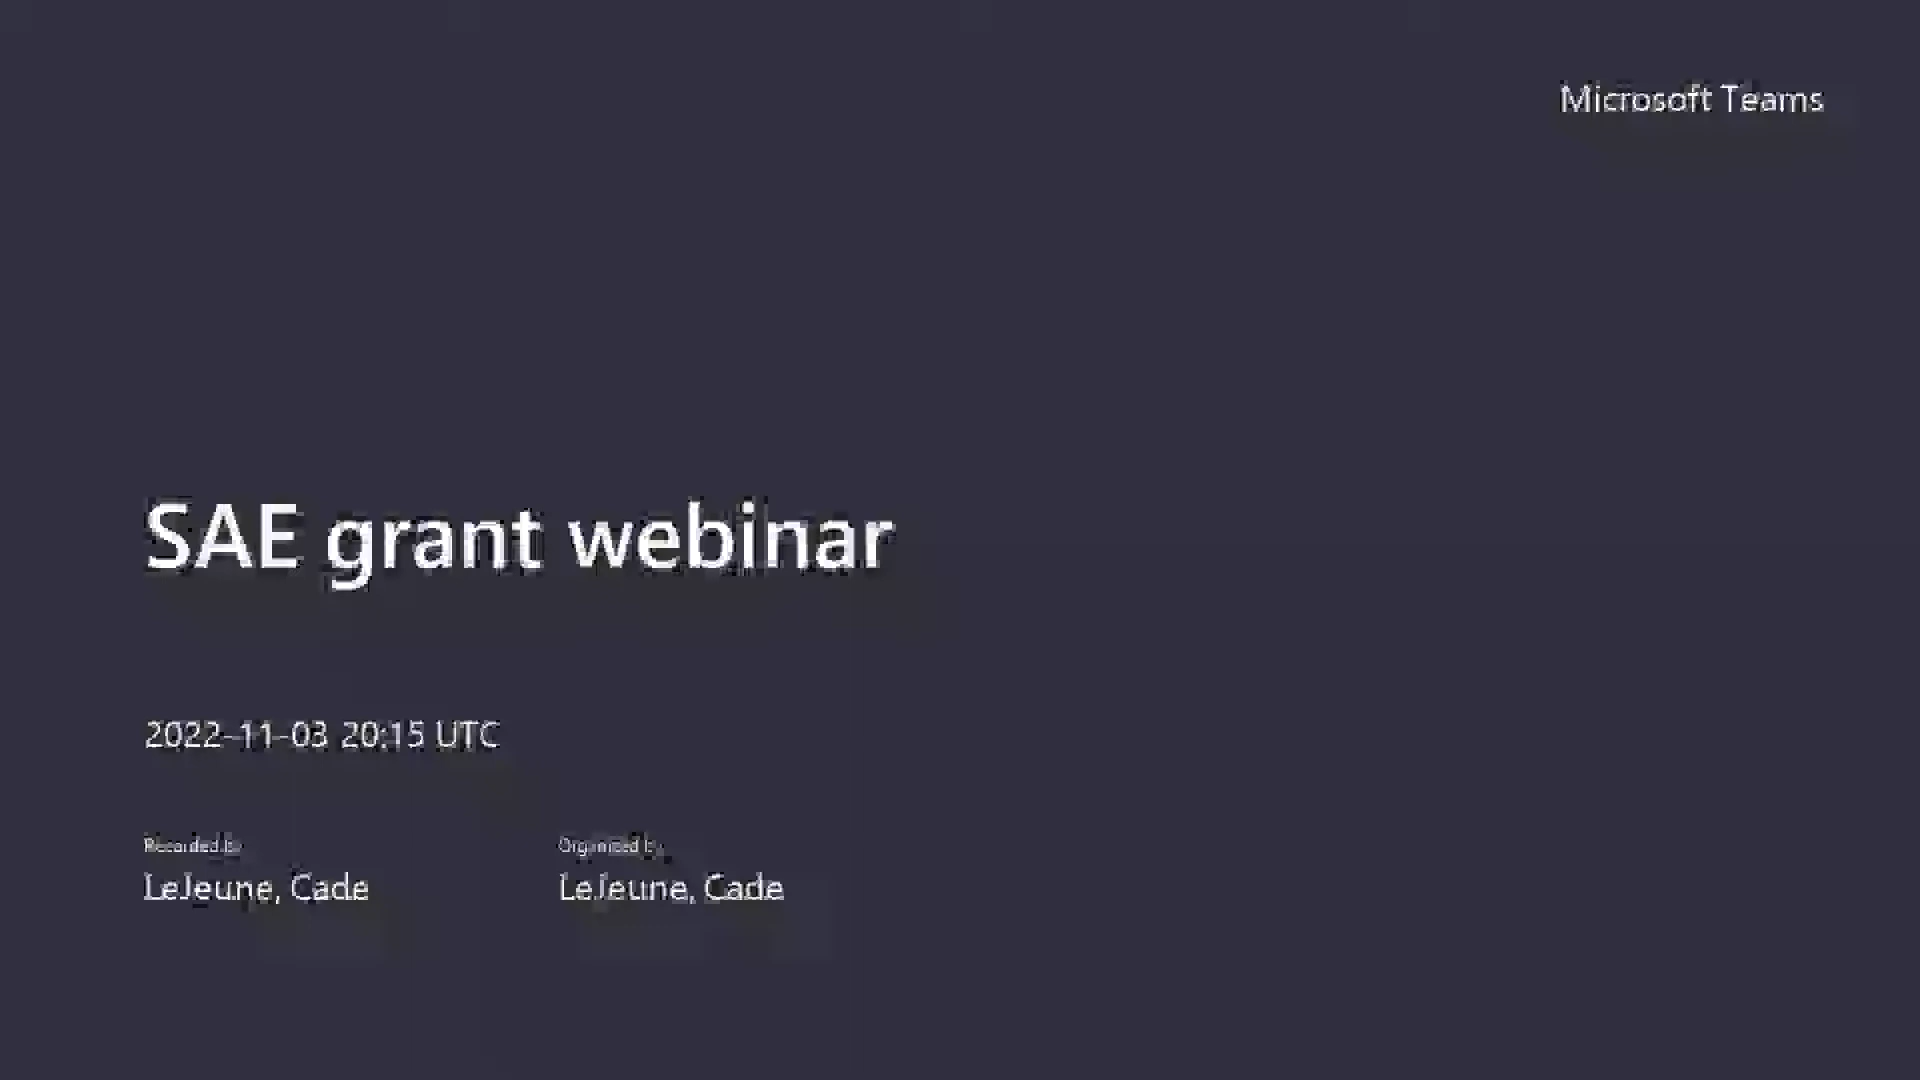 Microsoft Teams
SAE grant webinar
2022-11-03 20:15 UTC
Recorded by
Organized by
LeJeune, Cade
LeJeune, Cade